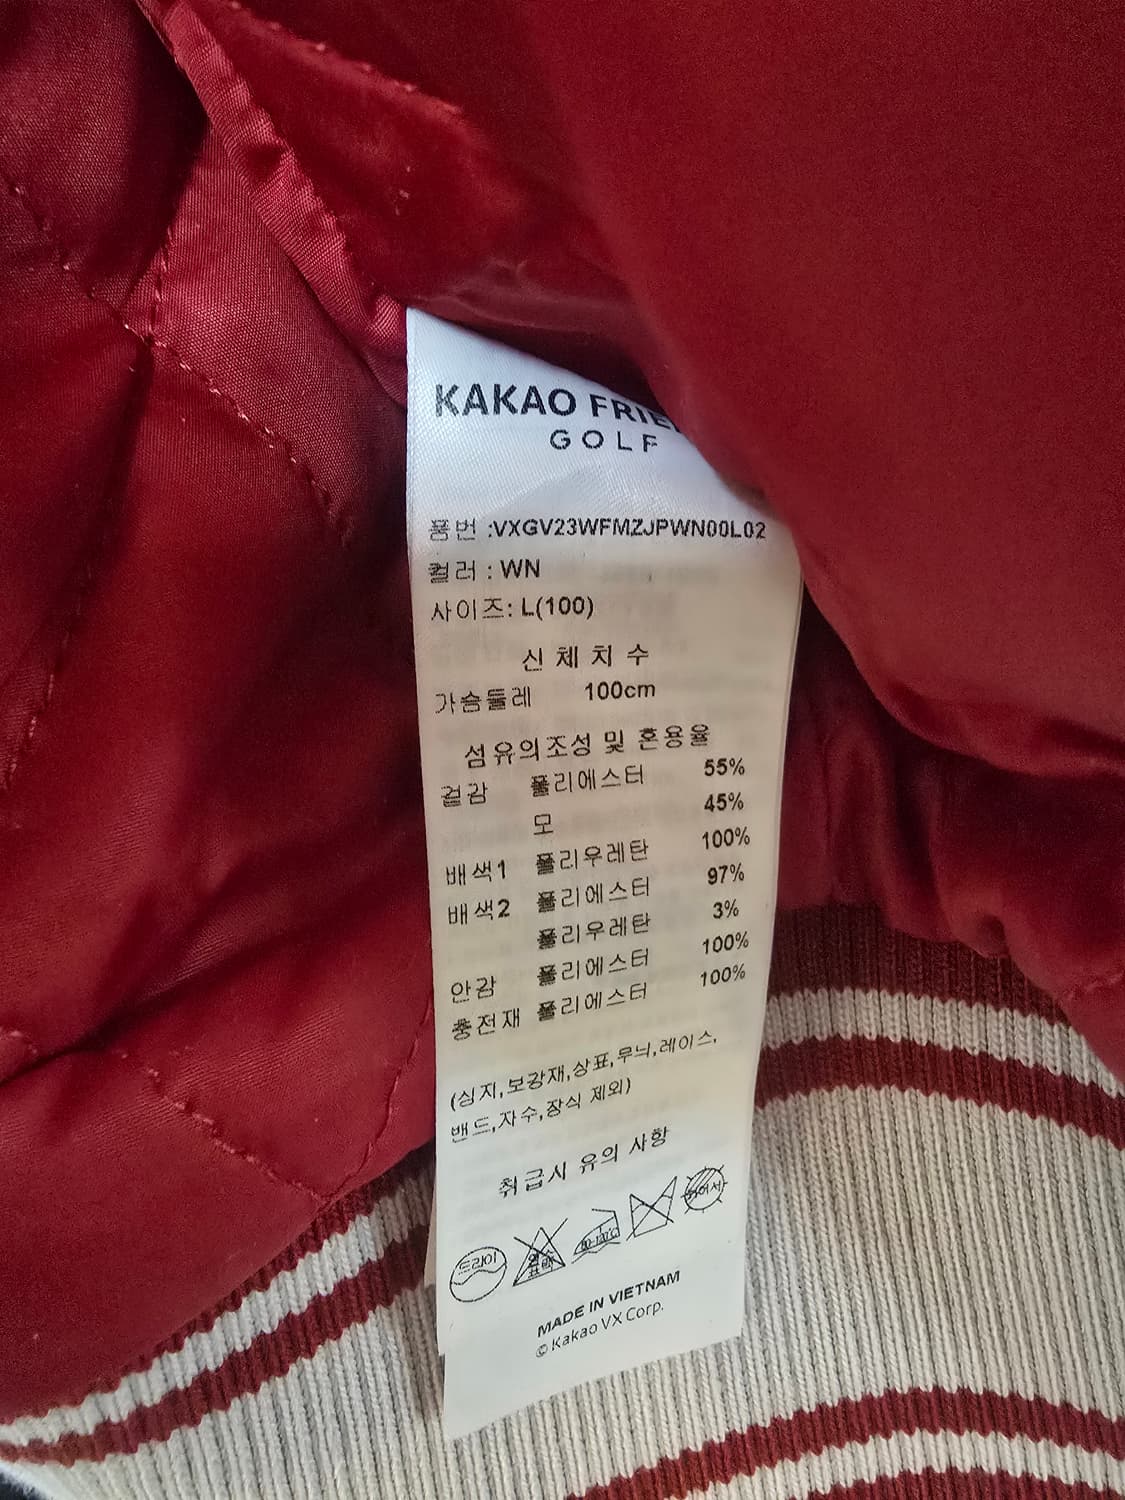 KAKAO FRIE
GOLF
품번 :VXGV23WFMZJPWN00L02
컬러 : WN
사이즈: L(100)
신체치수
가슴둘레 100cm
섬유의조성 및 혼용율
겉감 폴리에스터 55%
모 45%
배색1 폴리우레탄 100%
배색2 폴리에스터 97%
폴리우레탄 3%
안감 폴리에스터 100%
충전재 폴리에스터 100%
(심지,보강재,상표,무늬,레이스,
밴드,자수,장식 제외)
취급시 유의 사항
드라이
MADE IN VIETNAM
© Kakao VX Corp.